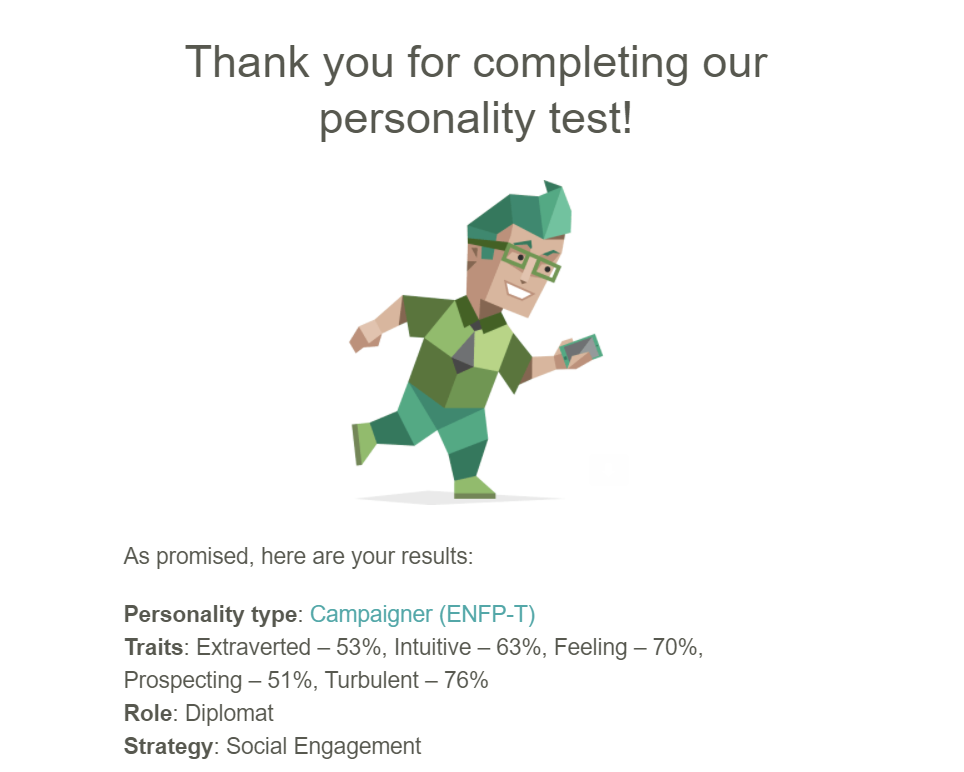 Thank you for completing our
personality test!
As promised, here are your results:
Personality type: Campaigner (ENFP-T)
Traits: Extraverted – 53%, Intuitive – 63%, Feeling – 70%,
Prospecting – 51%, Turbulent – 76%
Role: Diplomat
Strategy: Social Engagement